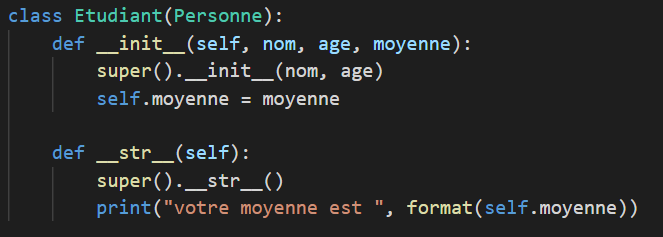 class Etudiant(Personne):
    def __init__(self, nom, age, moyenne):
        super().__init__(nom, age)
        self.moyenne = moyenne
    def __str__(self):
        super().__str__()
        print("votre moyenne est ", format(self.moyenne))